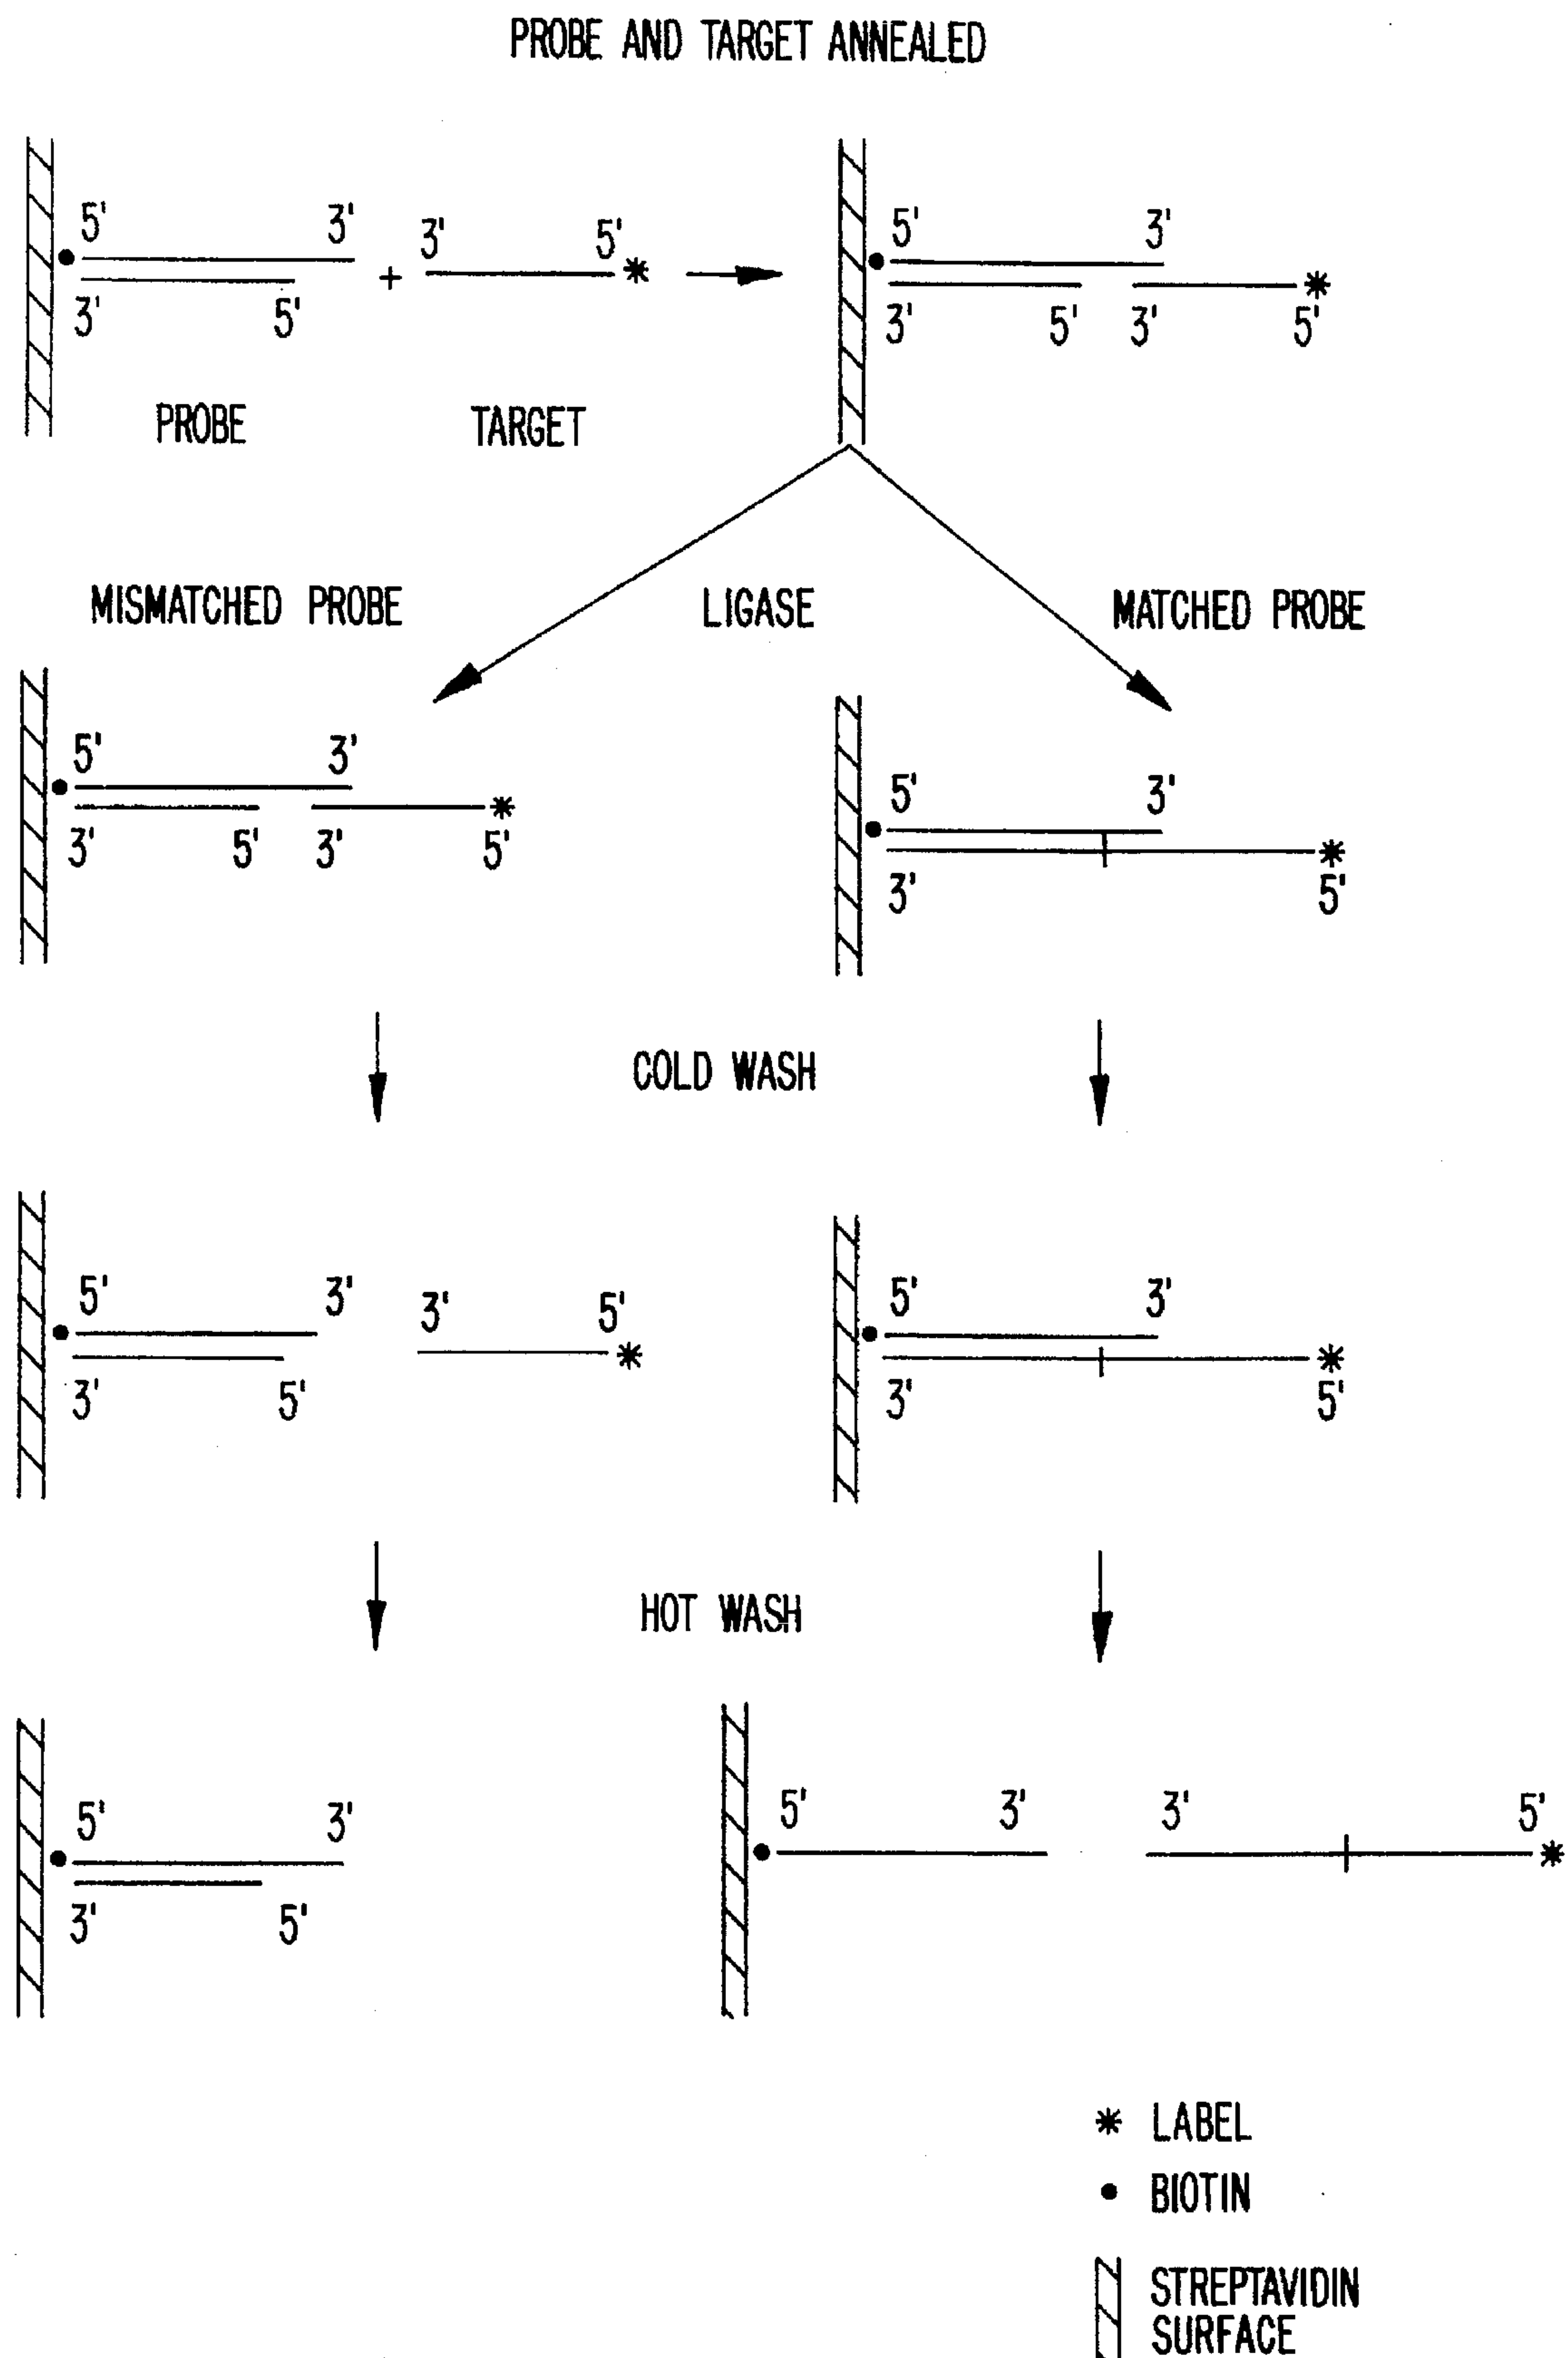 PROBE AND TARGET ANNEALED
5' 3' 3' 5' * 5' 3'
+
*
3' 5' 3' 5' 3' 5'
PROBE TARGET
MISMATCHED PROBE LIGASE MATCHED PROBE
5' 3' 5' 3'
*
3' 5' 3' 5'
*
3' 5'
COLD WASH
5' 3' 3' 5' 5' 3'
* *
3' 5' 3' 5'
HOT WASH
5' 3' 5' 3' 3' 5'
*
3' 5'
* LABEL
• BIOTIN
STREPTAVIDIN
SURFACE